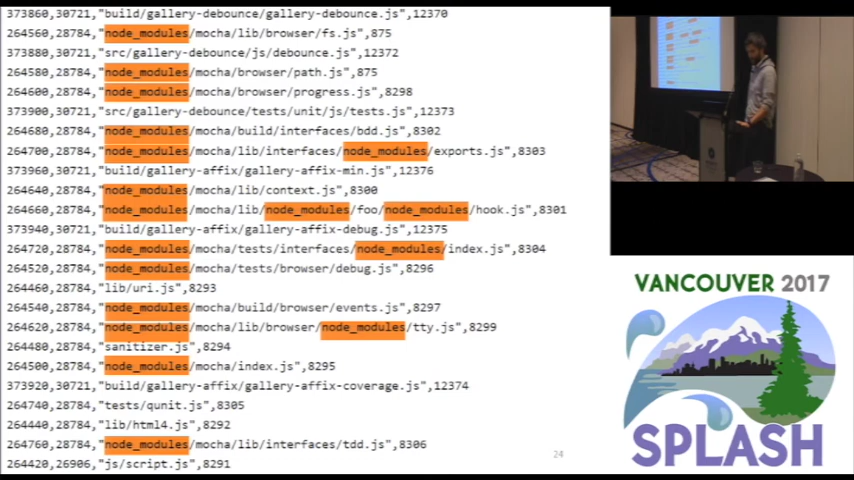 373860,30721,"build/gallery-debounce/gallery-debounce.js",12370
264560,28784,"node_modules/mocha/lib/browser/fs.js",875
373880,30721,"src/gallery-debounce/js/debounce.js",12372
264580,28784,"node_modules/mocha/browser/path.js",875
264600,28784,"node_modules/mocha/browser/progress.js",8298
373900,30721,"src/gallery-debounce/tests/unit/js/tests.js",12373
264680,28784,"node_modules/mocha/build/interfaces/bdd.js",8302
264700,28784,"node_modules/mocha/lib/interfaces/node_modules/exports.js",8303
373960,30721,"build/gallery-affix/gallery-affix-min.js",12376
264640,28784,"node_modules/mocha/lib/context.js",8300
264660,28784,"node_modules/mocha/lib/node_modules/foo/node_modules/hook.js",8301
373940,30721,"build/gallery-affix/gallery-affix-debug.js",12375
264720,28784,"node_modules/mocha/tests/interfaces/node_modules/index.js",8304
264520,28784,"node_modules/mocha/tests/browser/debug.js",8296
264460,28784,"lib/uri.js",8293
264540,28784,"node_modules/mocha/build/browser/events.js",8297
264620,28784,"node_modules/mocha/lib/browser/node_modules/tty.js",8299
264480,28784,"sanitizer.js",8294
264500,28784,"node_modules/mocha/index.js",8295
373920,30721,"build/gallery-affix/gallery-affix-coverage.js",12374
264740,28784,"tests/qunit.js",8305
264440,28784,"lib/html4.js",8292
264760,28784,"node_modules/mocha/lib/interfaces/tdd.js",8306
264420,26906,"js/script.js",8291
24
VANCOUVER 2017
SPLASH